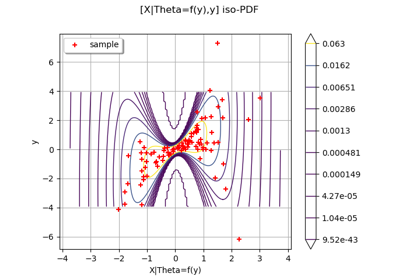 [X|Theta=f(y),y] iso-PDF
sample
6
4
2
0
−2
−4
−6
y
−4 −3 −2 −1 0 1 2 3 4
X|Theta=f(y)
0.063
0.0162
0.00651
0.00286
0.0013
0.000481
0.000149
4.27e-05
1.04e-05
9.52e-43